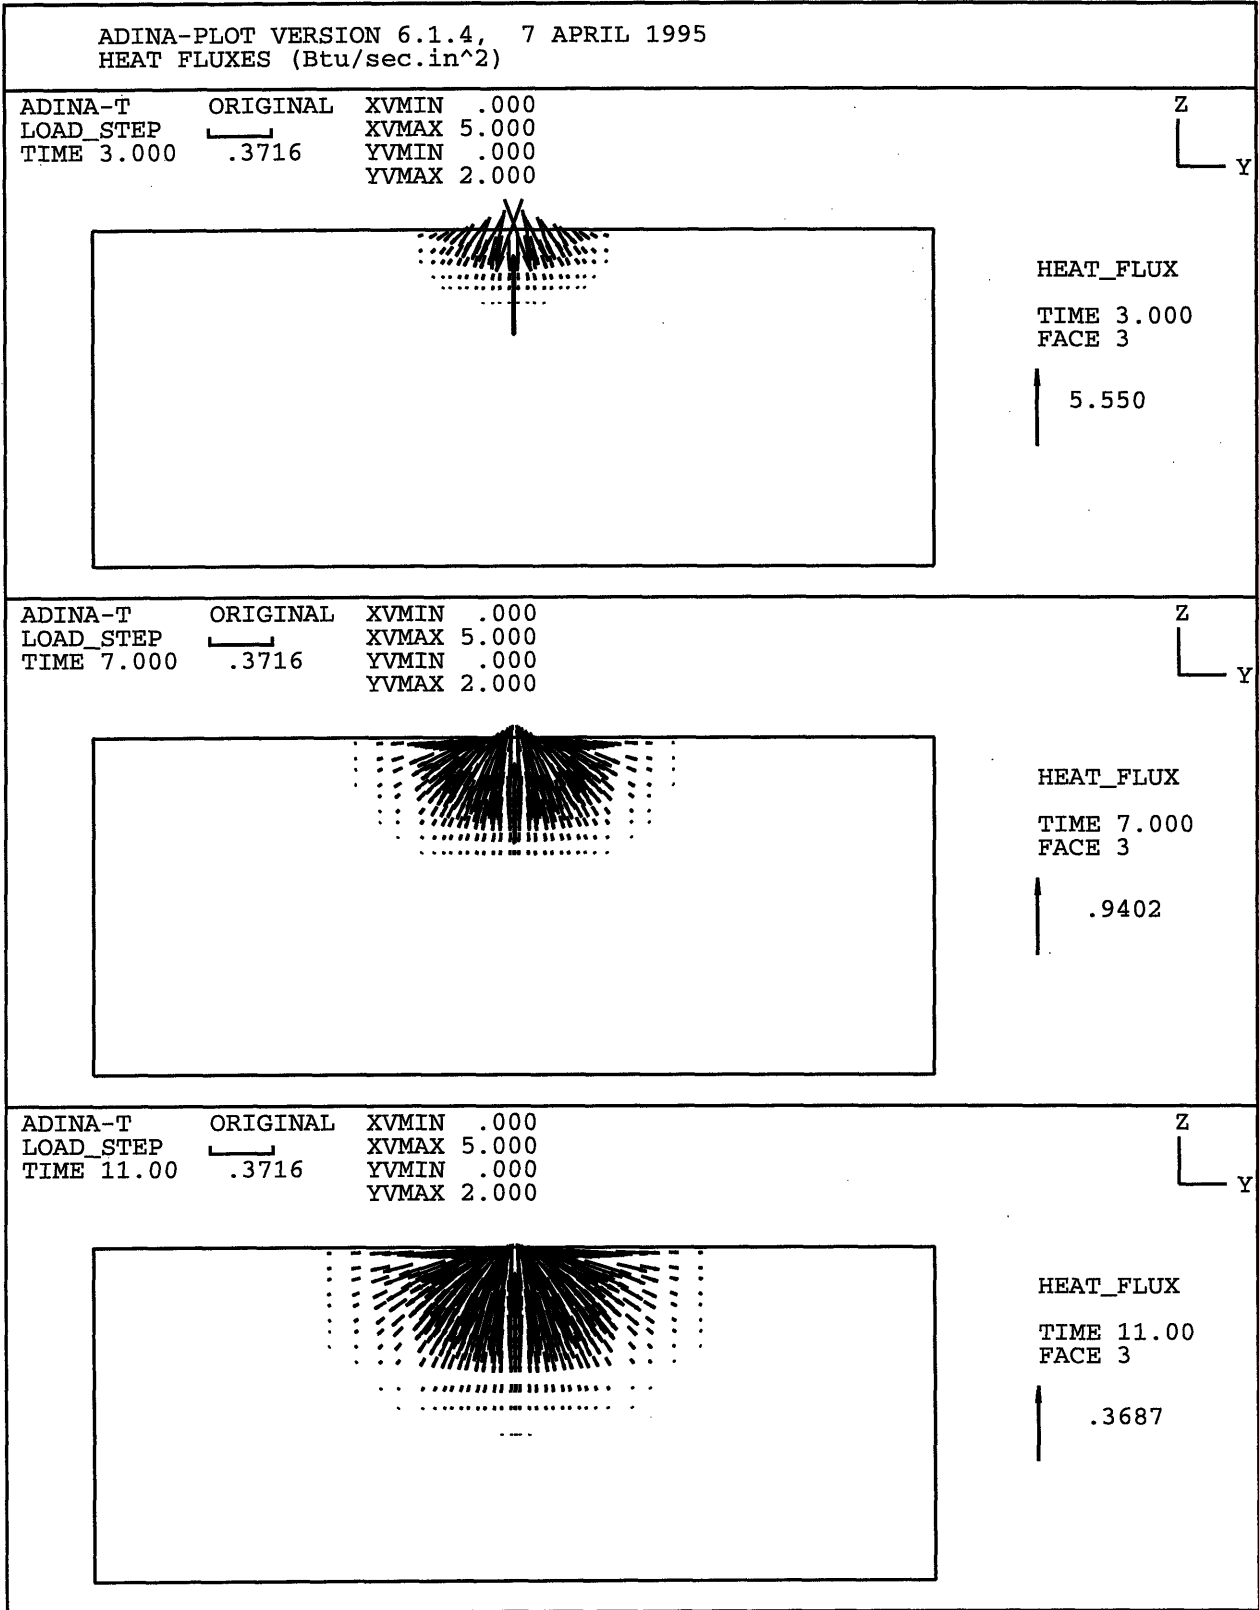 ADINA-PLOT VERSION 6.1.4, 7 APRIL 1995
HEAT FLUXES (Btu/sec.in^2)
ADINA-T ORIGINAL XVMIN .000
LOAD_STEP XVMAX 5.000
TIME 3.000 .3716 YVMIN .000
YVMAX 2.000
Z
Y
HEAT_FLUX
TIME 3.000
FACE 3
5.550
ADINA-T ORIGINAL XVMIN .000
LOAD_STEP XVMAX 5.000
TIME 7.000 .3716 YVMIN .000
YVMAX 2.000
Z
Y
HEAT_FLUX
TIME 7.000
FACE 3
.9402
ADINA-T ORIGINAL XVMIN .000
LOAD_STEP XVMAX 5.000
TIME 11.00 .3716 YVMIN .000
YVMAX 2.000
Z
Y
HEAT_FLUX
TIME 11.00
FACE 3
.3687